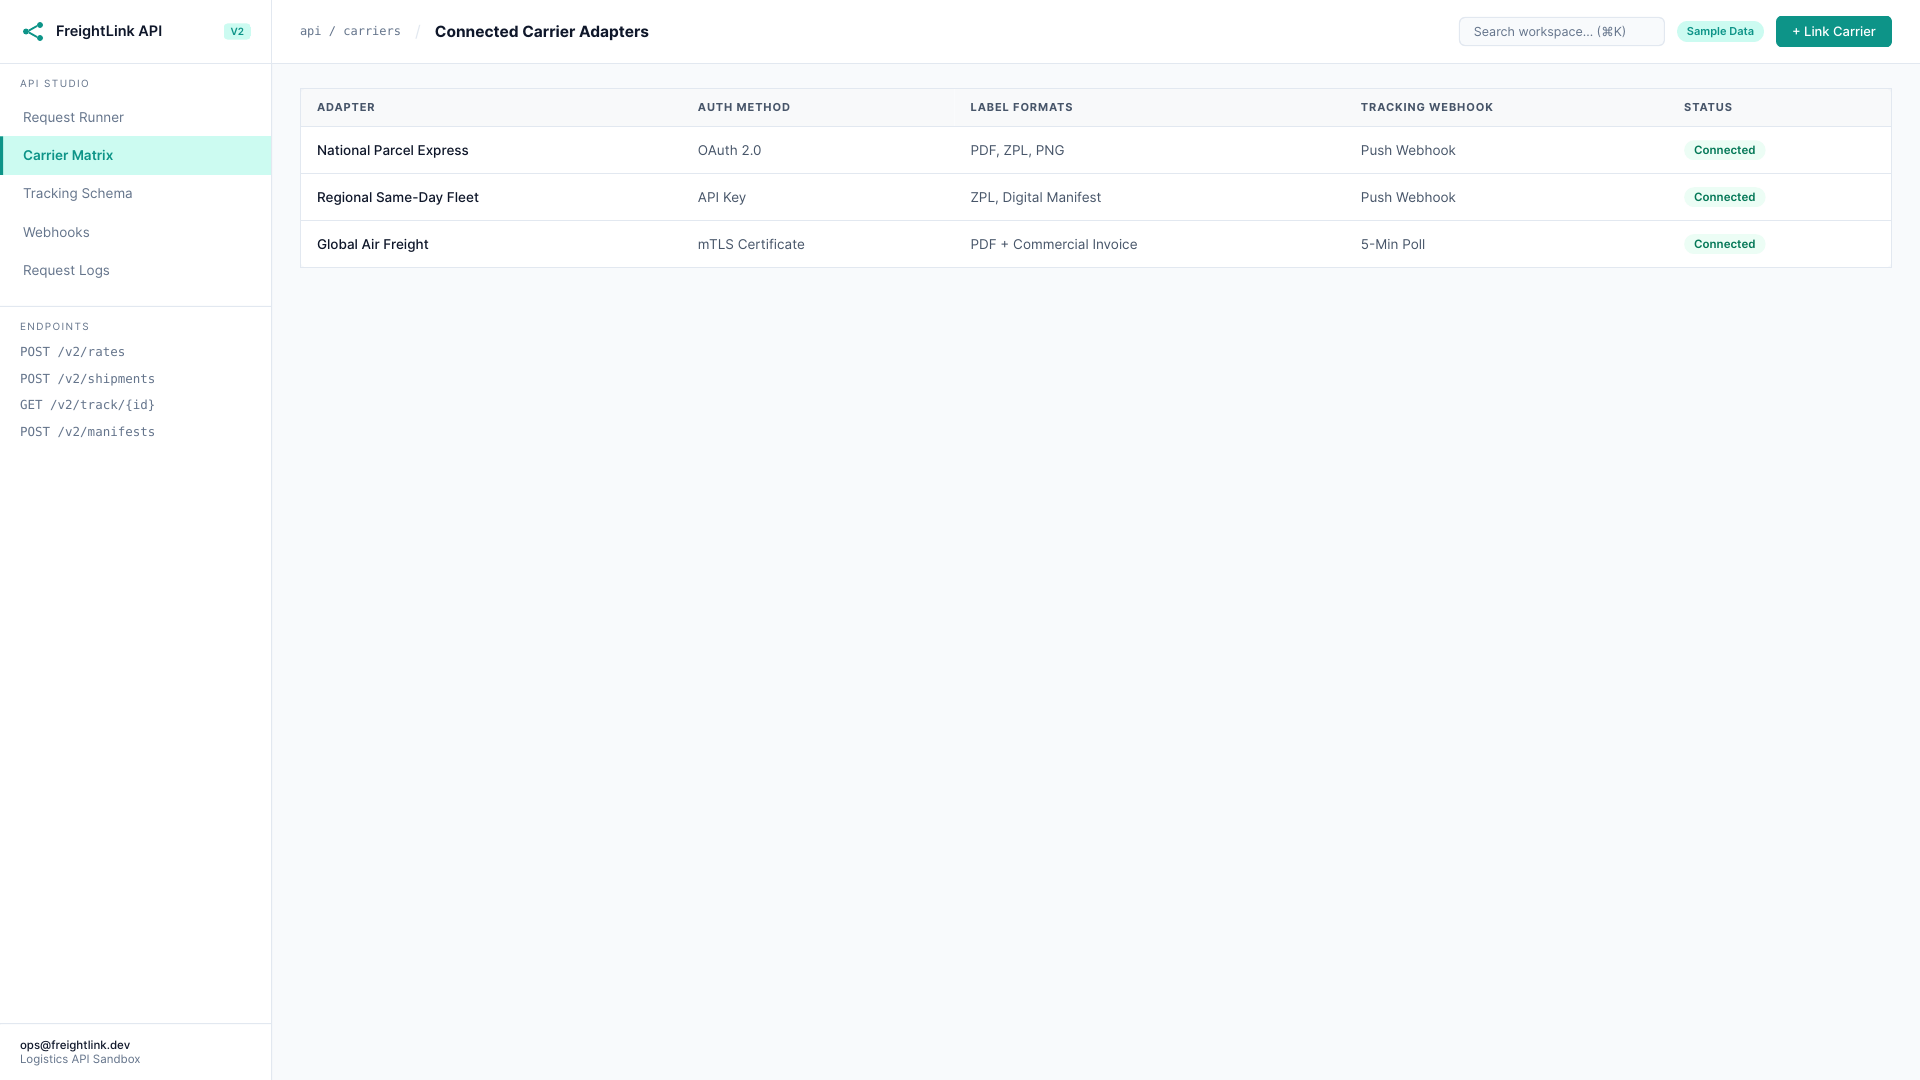 FreightLink API
V2
API STUDIO
Request Runner
Carrier Matrix
Tracking Schema
Webhooks
Request Logs
ENDPOINTS
POST /v2/rates
POST /v2/shipments
GET /v2/track/{id}
POST /v2/manifests
ops@freightlink.dev
Logistics API Sandbox
api / carriers / Connected Carrier Adapters
Search workspace... (⌘K)
Sample Data
+ Link Carrier
ADAPTER AUTH METHOD LABEL FORMATS TRACKING WEBHOOK STATUS
National Parcel Express OAuth 2.0 PDF, ZPL, PNG Push Webhook Connected
Regional Same-Day Fleet API Key ZPL, Digital Manifest Push Webhook Connected
Global Air Freight mTLS Certificate PDF + Commercial Invoice 5-Min Poll Connected